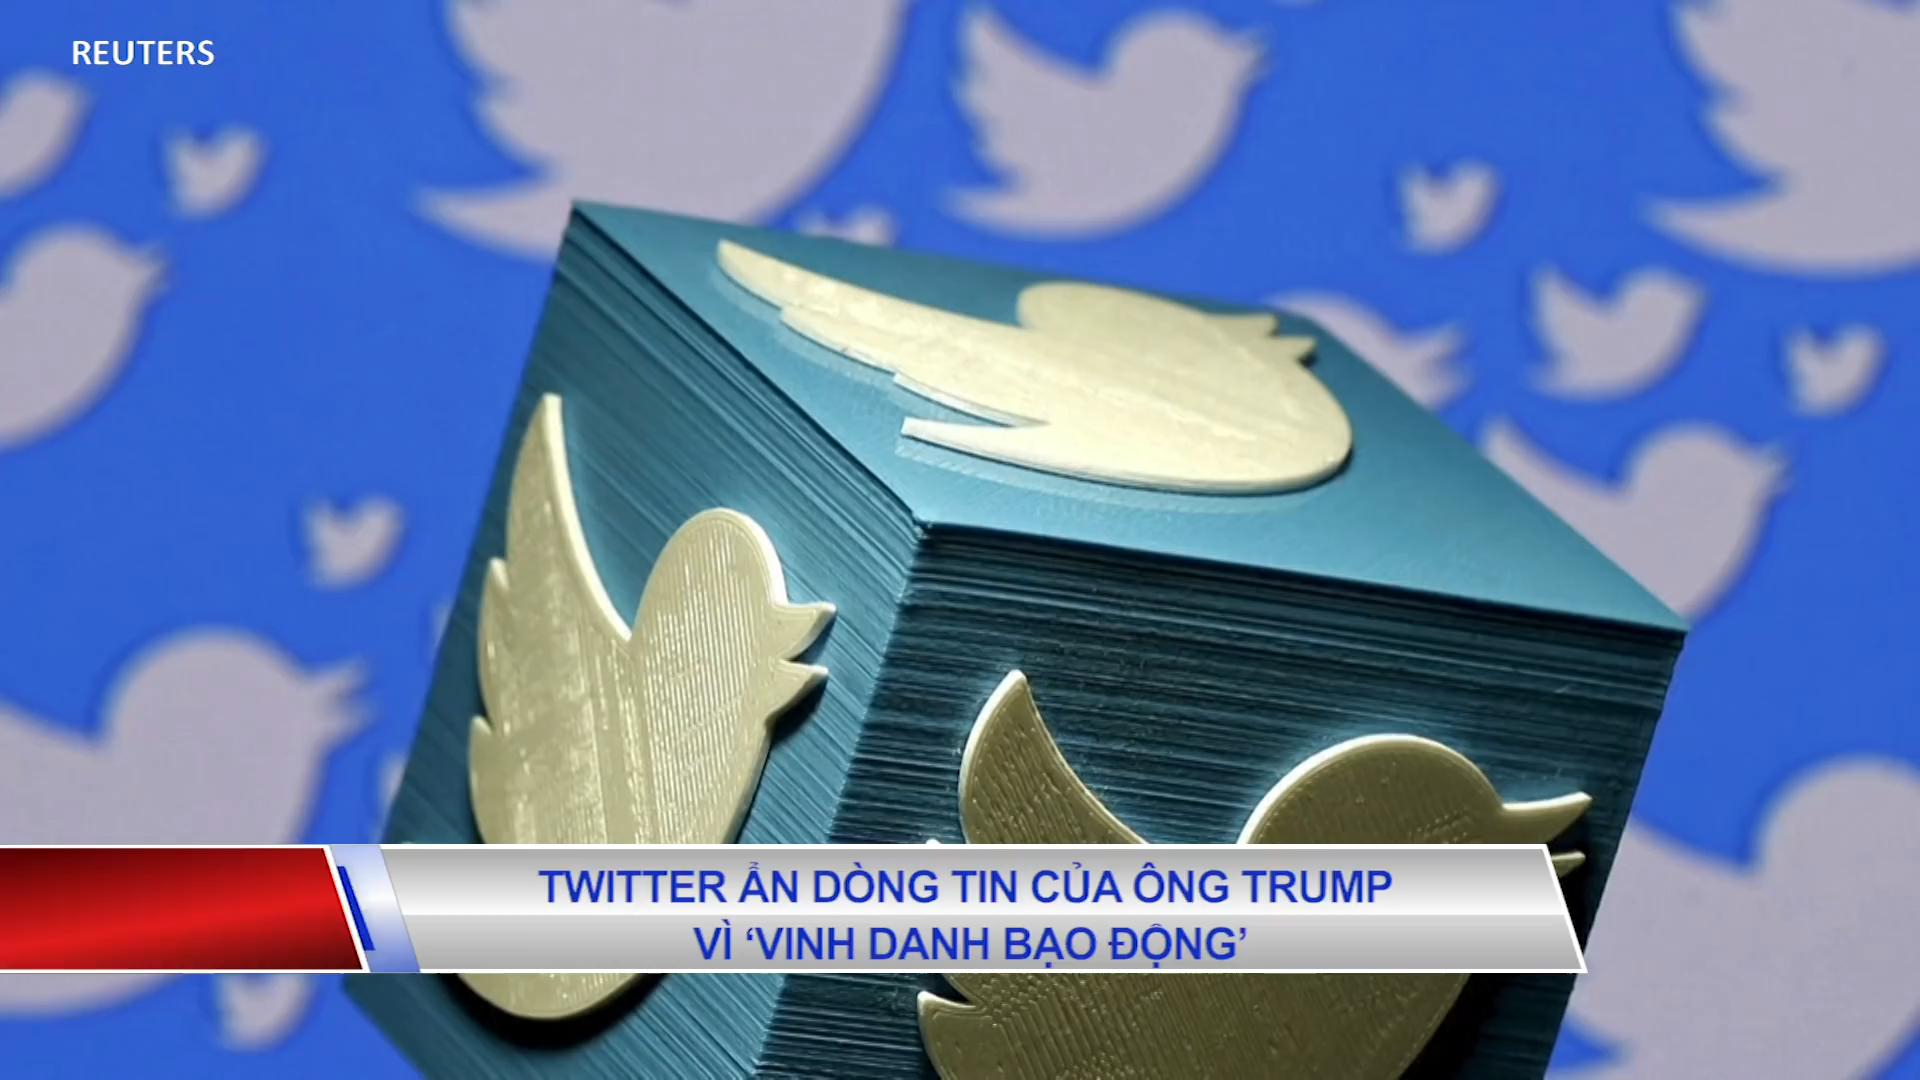 REUTERS
TWITTER ẨN DÒNG TIN CỦA ÔNG TRUMP
VÌ ‘VINH DANH BẠO ĐỘNG’